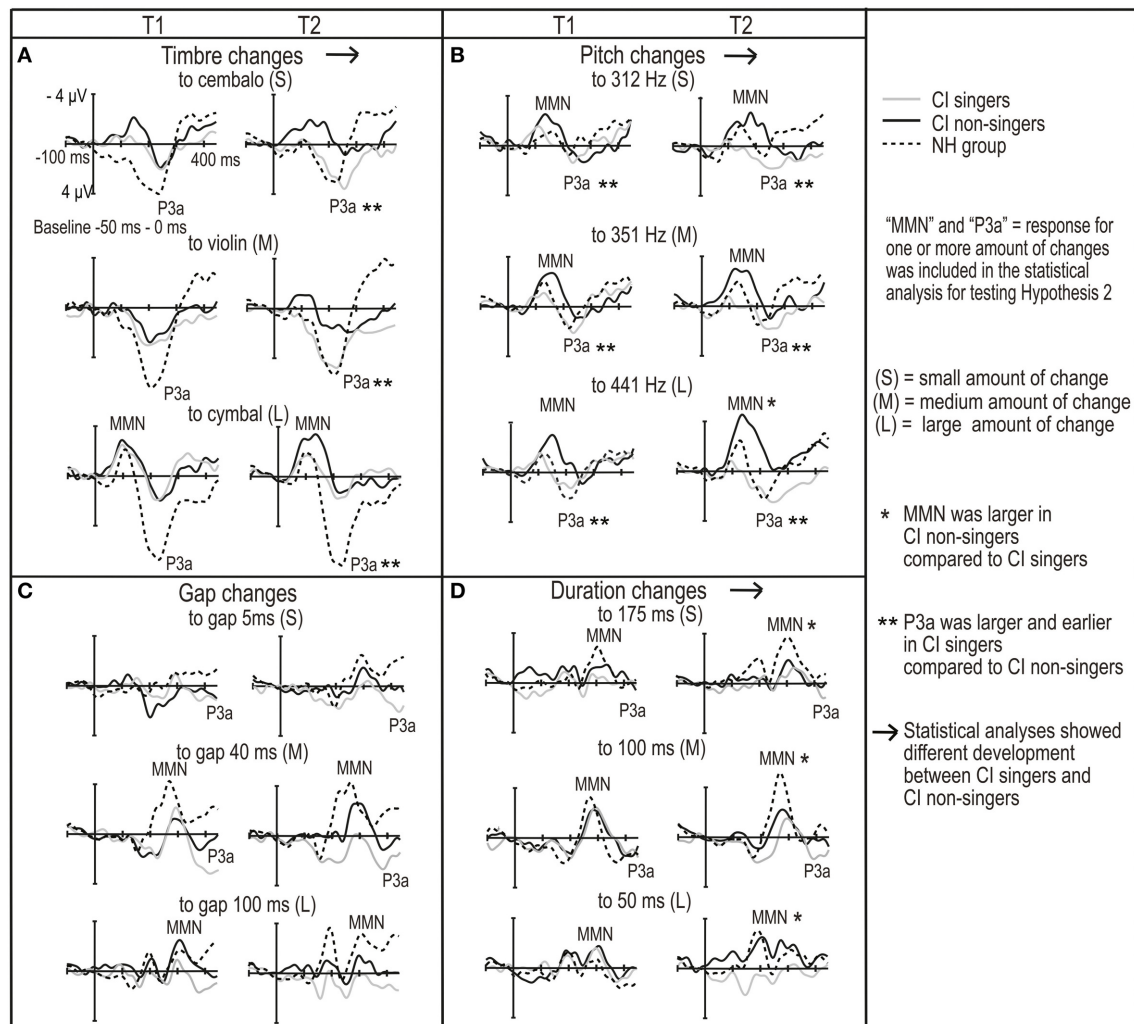 T1 T2 T1 T2
A Timbre changes →
to cembalo (S)
- 4 µV
-100 ms 400 ms
4 µV
P3a P3a **
Baseline -50 ms - 0 ms
to violin (M)
P3a P3a **
to cymbal (L)
MMN MMN
P3a P3a **
B Pitch changes →
to 312 Hz (S)
MMN MMN
P3a ** P3a **
to 351 Hz (M)
MMN MMN
P3a ** P3a **
to 441 Hz (L)
MMN MMN *
P3a ** P3a **
C Gap changes
to gap 5ms (S)
P3a P3a
to gap 40 ms (M)
MMN MMN
P3a P3a
to gap 100 ms (L)
MMN MMN
D Duration changes →
to 175 ms (S)
MMN MMN *
P3a P3a
to 100 ms (M)
MMN MMN *
P3a P3a
to 50 ms (L)
MMN MMN *
CI singers
CI non-singers
NH group
“MMN” and “P3a” = response for
one or more amount of changes
was included in the statistical
analysis for testing Hypothesis 2
(S) = small amount of change
(M) = medium amount of change
(L) = large amount of change
* MMN was larger in
CI non-singers
compared to CI singers
** P3a was larger and earlier
in CI singers
compared to CI non-singers
→ Statistical analyses showed
different development
between CI singers and
CI non-singers